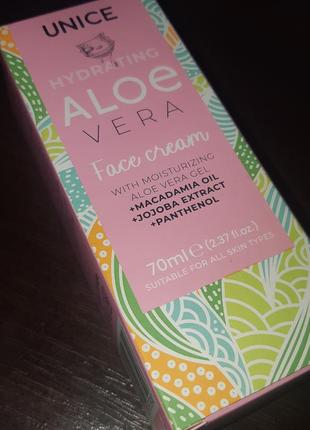 UNICE
HYDRATING
ALOe
VERA
Face cream
WITH MOISTURIZING
ALOE VERA GEL
+MACADAMIA OIL
+JOJOBA EXTRACT
+PANTHENOL
70ml e (2.37 fl.oz.)
SUITABLE FOR ALL SKIN TYPES